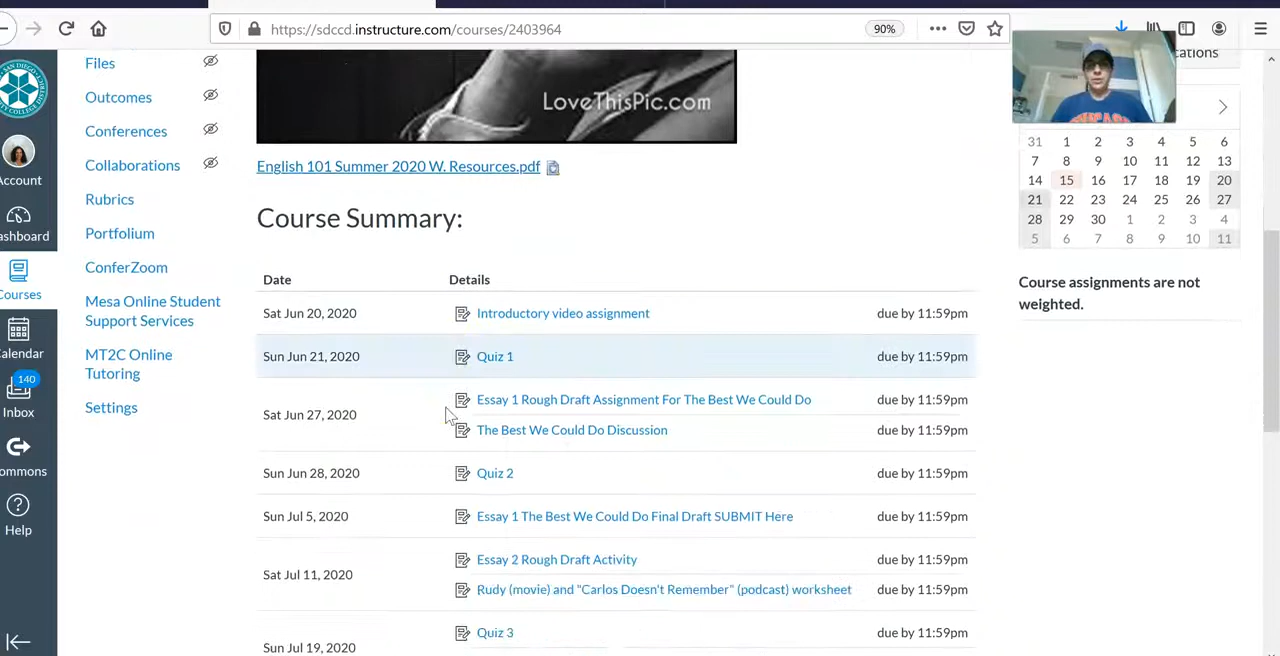 https://sdccd.instructure.com/courses/2403964
90%
Files
Outcomes
Conferences
Collaborations
Rubrics
Portfolium
ConferZoom
Mesa Online Student
Support Services
MT2C Online
Tutoring
Settings
Courses
140
Inbox
Help
LoveThisPic.com
English 101 Summer 2020 W. Resources.pdf
Course Summary:
Date Details
Sat Jun 20, 2020 Introductory video assignment due by 11:59pm
Sun Jun 21, 2020 Quiz 1 due by 11:59pm
Sat Jun 27, 2020 Essay 1 Rough Draft Assignment For The Best We Could Do due by 11:59pm
The Best We Could Do Discussion due by 11:59pm
Sun Jun 28, 2020 Quiz 2 due by 11:59pm
Sun Jul 5, 2020 Essay 1 The Best We Could Do Final Draft SUBMIT Here due by 11:59pm
Sat Jul 11, 2020 Essay 2 Rough Draft Activity due by 11:59pm
Rudy (movie) and "Carlos Doesn't Remember" (podcast) worksheet due by 11:59pm
Sun Jul 19, 2020 Quiz 3 due by 11:59pm
31 1 2 3 4 5 6
7 8 9 10 11 12 13
14 15 16 17 18 19 20
21 22 23 24 25 26 27
28 29 30 1 2 3 4
5 6 7 8 9 10 11
Course assignments are not
weighted.